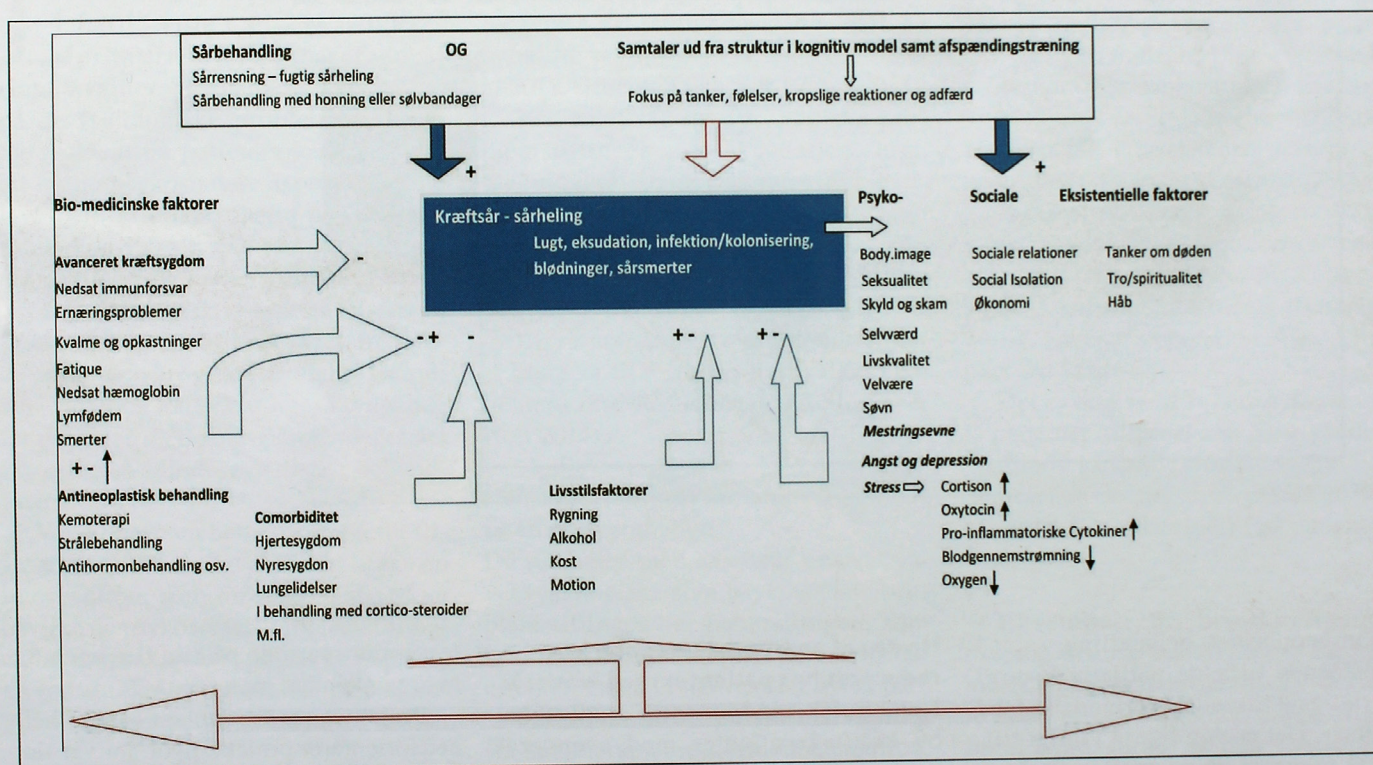 Sårbehandling OG Samtaler ud fra struktur i kognitiv model samt afspændingstræning
Sårrensning – fugtig sårheling
Sårbehandling med honning eller sølvbandager
Fokus på tanker, følelser, kropslige reaktioner og adfærd
+
+
Bio-medicinske faktorer
Avanceret kræftsygdom
-
Nedsat immunforsvar
Ernæringsproblemer
Kvalme og opkastninger
- +
-
Fatique
Nedsat hæmoglobin
Lymfødem
Smerter
+ -
Antineoplastisk behandling
Kemoterapi
Strålebehandling
Antihormonbehandling osv.
Kræftsår - sårheling
Lugt, eksudation, infektion/kolonisering,
blødninger, sårsmerter
+ -
+ -
Comorbiditet
Hjertesygdom
Nyresygdon
Lungelidelser
I behandling med cortico-steroider
M.fl.
Livsstilsfaktorer
Rygning
Alkohol
Kost
Motion
Psyko- Sociale Eksistentielle faktorer
Body.image Sociale relationer Tanker om døden
Seksualitet Social Isolation Tro/spiritualitet
Skyld og skam Økonomi Håb
Selvværd
Livskvalitet
Velvære
Søvn
Mestringsevne
Angst og depression
Stress Cortison
Oxytocin
Pro-inflammatoriske Cytokiner
Blodgennemstrømning
Oxygen